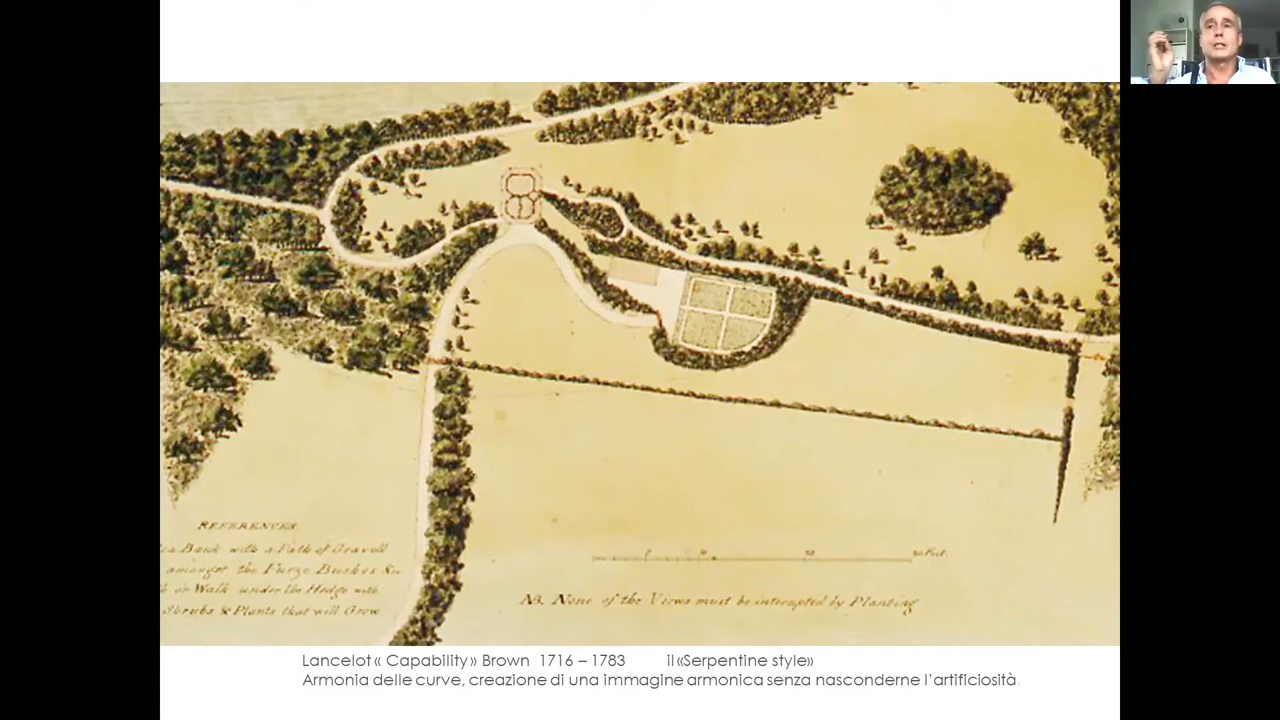 REFERENCES
Bank with a Path of Gravell
amongst the Furze Bushes &c
or Walk under the Hedge with
Shrubs & Plants that will Grow
NB. None of the Views must be interupted by Planting
Lancelot « Capability » Brown 1716 – 1783 il «Serpentine style»
Armonia delle curve, creazione di una immagine armonica senza nasconderne l’artificiosità